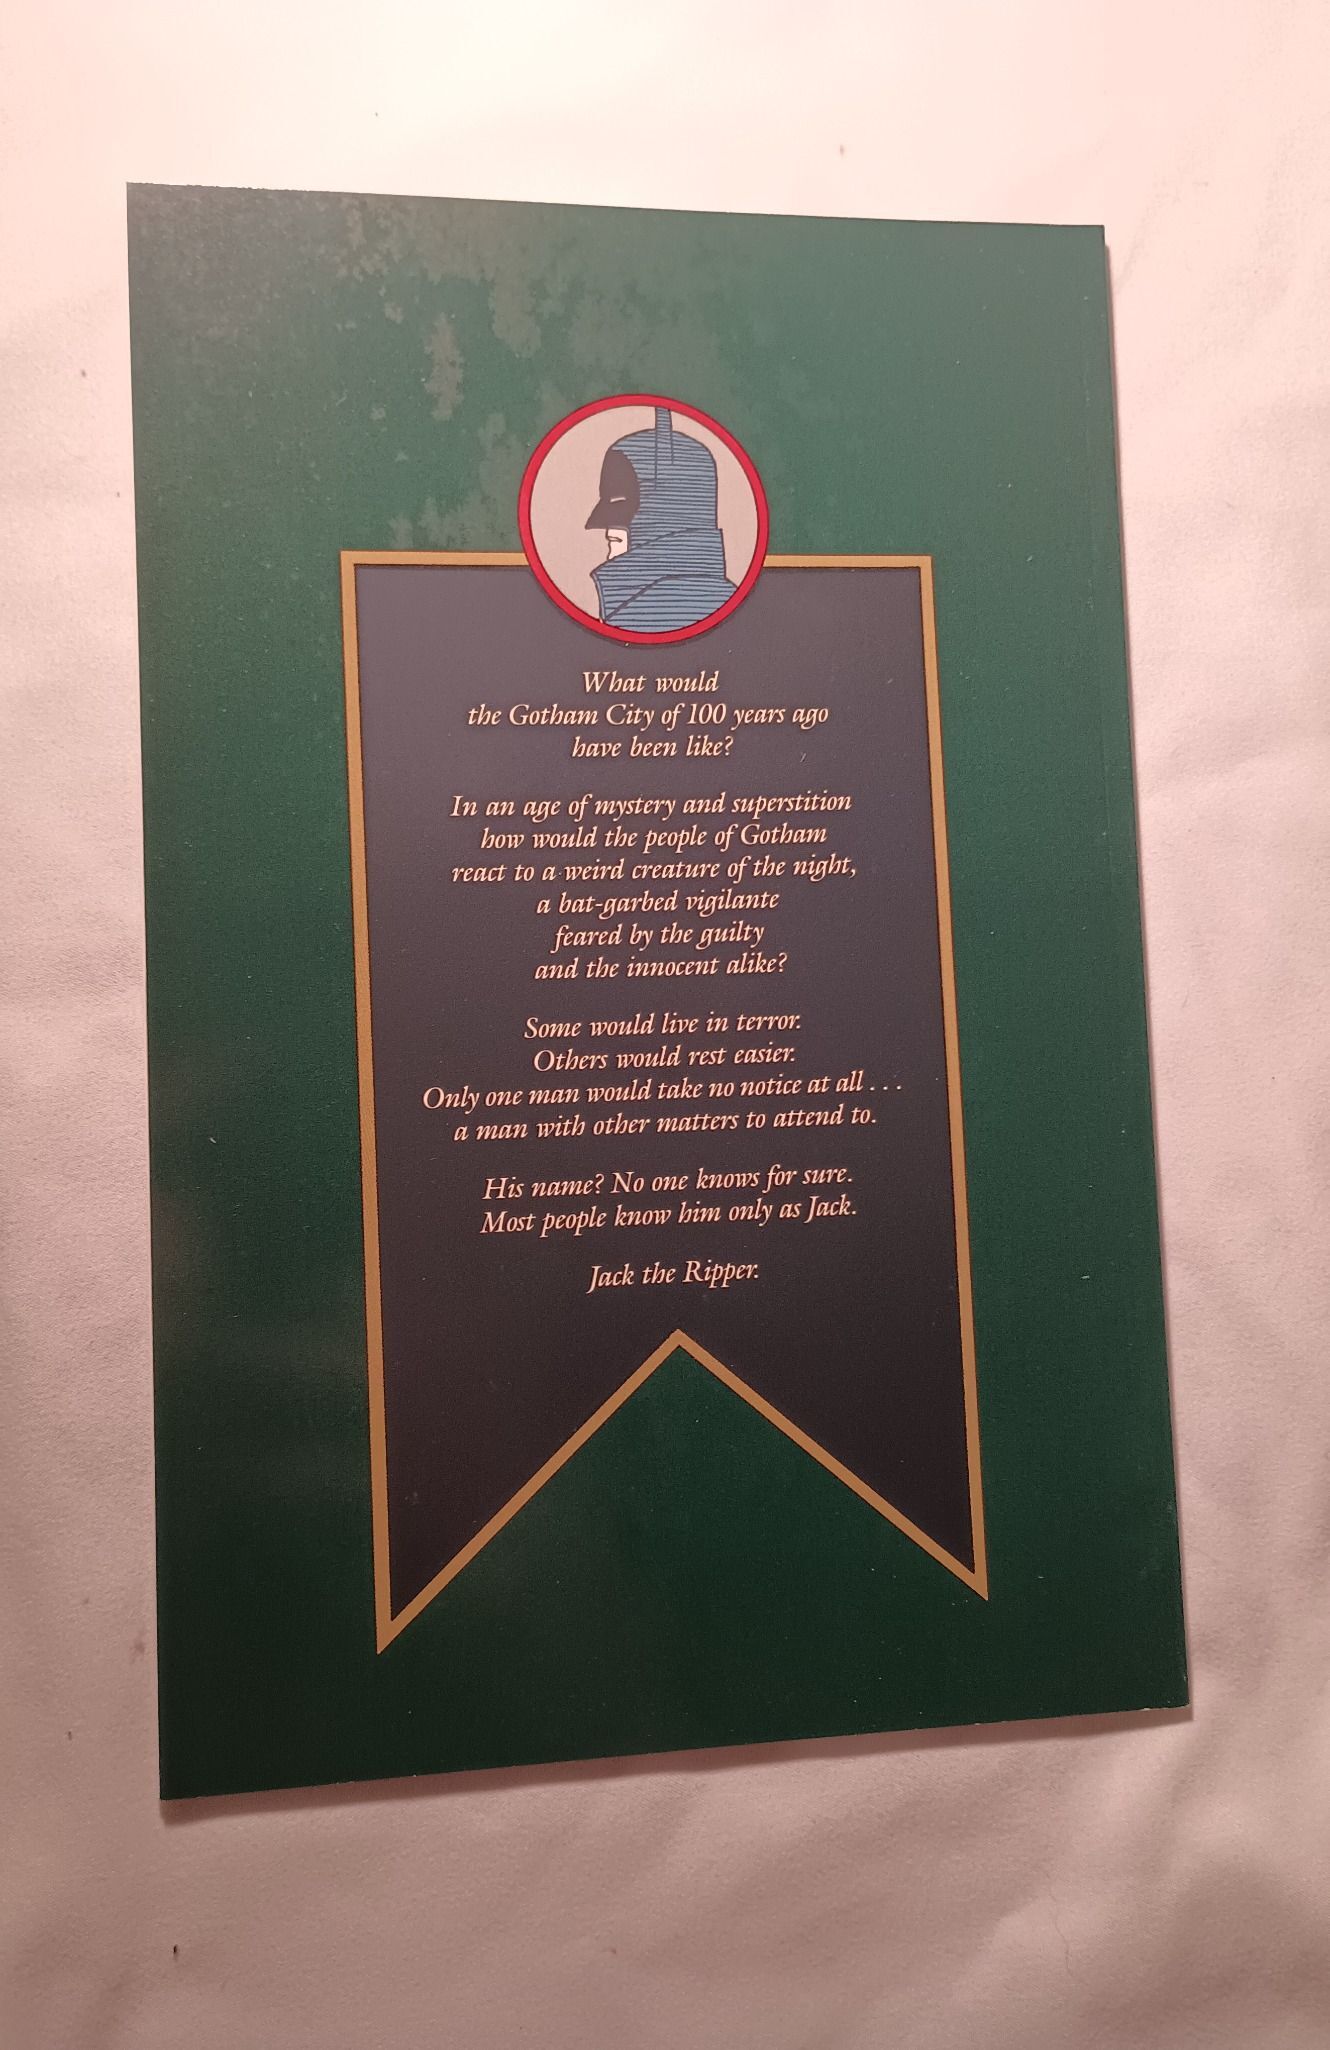 What would
the Gotham City of 100 years ago
have been like?
In an age of mystery and superstition
how would the people of Gotham
react to a weird creature of the night,
a bat-garbed vigilante
feared by the guilty
and the innocent alike?
Some would live in terror.
Others would rest easier.
Only one man would take no notice at all . . .
a man with other matters to attend to.
His name? No one knows for sure.
Most people know him only as Jack.
Jack the Ripper.